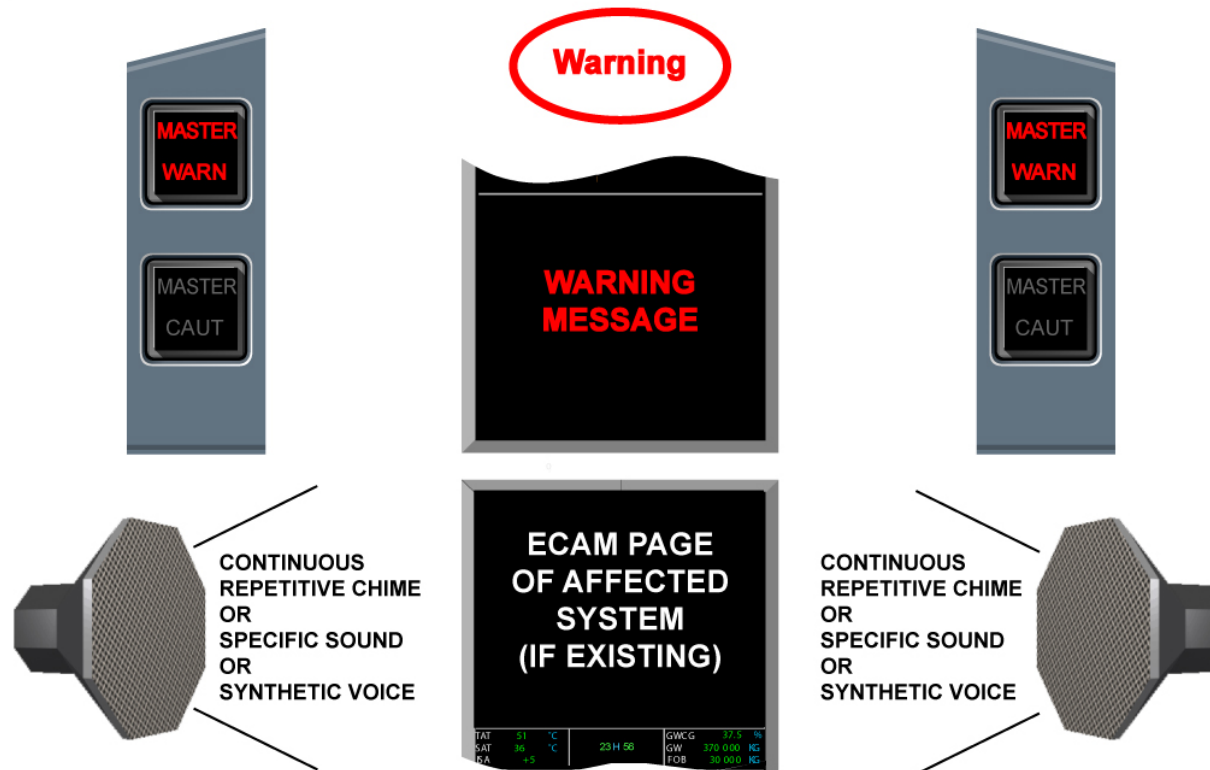 Warning
MASTER
WARN
MASTER
CAUT
WARNING
MESSAGE
MASTER
WARN
MASTER
CAUT
CONTINUOUS
REPETITIVE CHIME
OR
SPECIFIC SOUND
OR
SYNTHETIC VOICE
ECAM PAGE
OF AFFECTED
SYSTEM
(IF EXISTING)
CONTINUOUS
REPETITIVE CHIME
OR
SPECIFIC SOUND
OR
SYNTHETIC VOICE
TAT 51 °C
SAT 36 °C
ISA +5
23 H 56
GWCG 37.5 %
GW 370 000 KG
FOB 30 000 KG